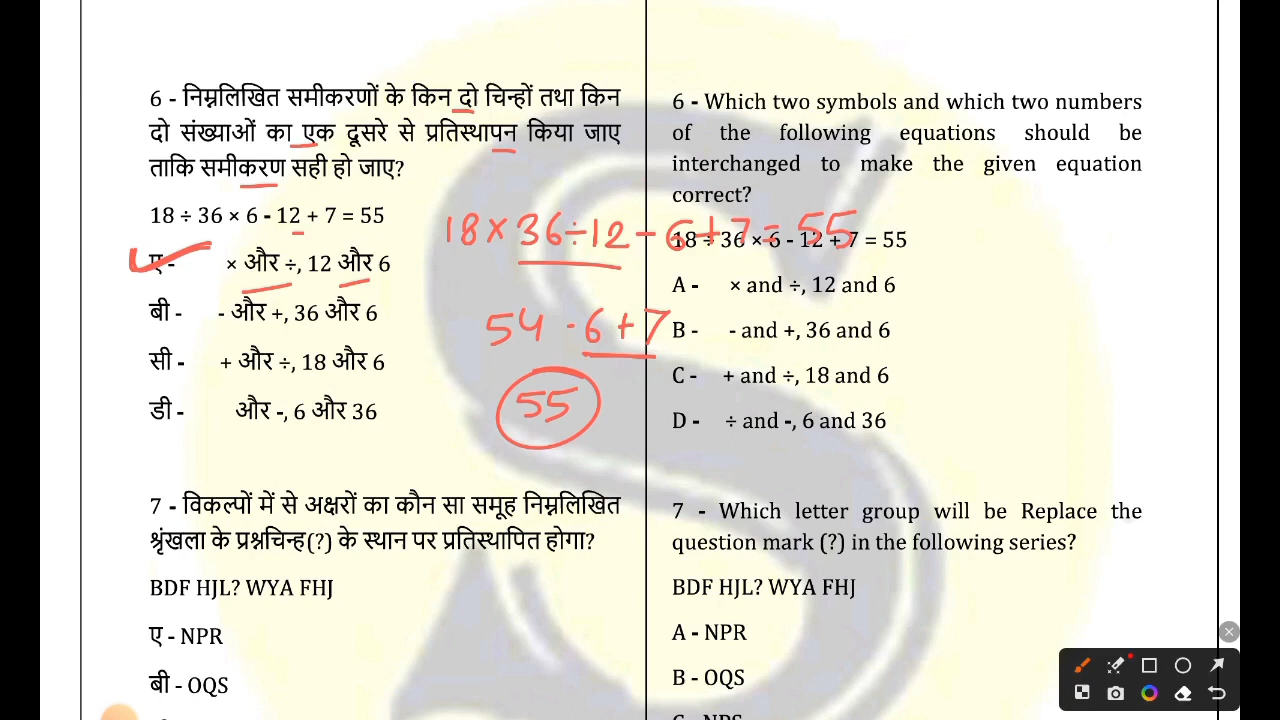 6 - निम्नलिखित समीकरणों के किन दो चिन्हों तथा किन
दो संख्याओं का एक दूसरे से प्रतिस्थापन किया जाए
ताकि समीकरण सही हो जाए?
18 ÷ 36 × 6 - 12 + 7 = 55
ए - × और ÷, 12 और 6
बी - - और +, 36 और 6
सी - + और ÷, 18 और 6
डी - और -, 6 और 36
7 - विकल्पों में से अक्षरों का कौन सा समूह निम्नलिखित
श्रृंखला के प्रश्नचिन्ह(?) के स्थान पर प्रतिस्थापित होगा?
BDF HJL? WYA FHJ
ए - NPR
बी - OQS
18 × 36 ÷ 12 - 6 + 7 = 55
54 - 6 + 7
55
6 - Which two symbols and which two numbers
of the following equations should be
interchanged to make the given equation
correct?
18 ÷ 36 × 6 - 12 + 7 = 55
A - × and ÷, 12 and 6
B - - and +, 36 and 6
C - + and ÷, 18 and 6
D - ÷ and -, 6 and 36
7 - Which letter group will be Replace the
question mark (?) in the following series?
BDF HJL? WYA FHJ
A - NPR
B - OQS